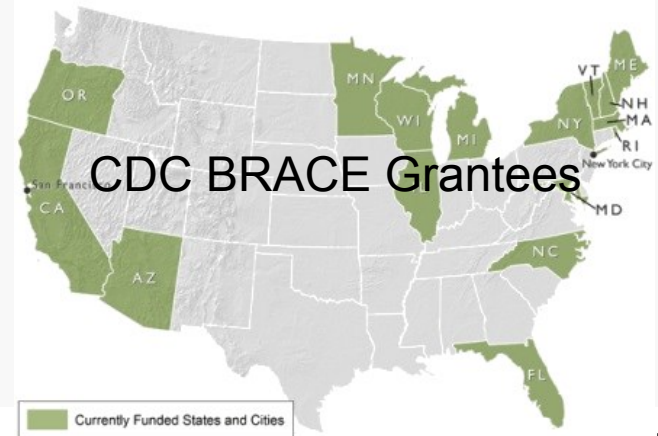 VT
ME
MN
OR
NH
WI
MA
NY
MI
RI
CDC BRACE Grantees
New York City
San Francisco
CA
MD
NC
AZ
FL
Currently Funded States and Cities